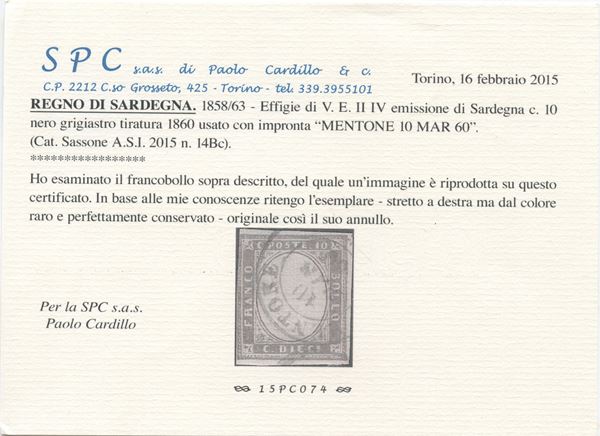 SPC s.a.s. di Paolo Cardillo & c.
C.P. 2212 C.so Grosseto, 425 - Torino - tel. 339.3955101
Torino, 16 febbraio 2015
REGNO DI SARDEGNA. 1858/63 - Effigie di V. E. II IV emissione di Sardegna c. 10
nero grigiastro tiratura 1860 usato con impronta “MENTONE 10 MAR 60”.
(Cat. Sassone A.S.I. 2015 n. 14Bc).
*****************
Ho esaminato il francobollo sopra descritto, del quale un'immagine è riprodotta su questo
certificato. In base alle mie conoscenze ritengo l'esemplare - stretto a destra ma dal colore
raro e perfettamente conservato - originale così il suo annullo.
C. POSTE. 10
FRANCO
BOLLO
C. DIECI
Per la SPC s.a.s.
Paolo Cardillo
15PC074